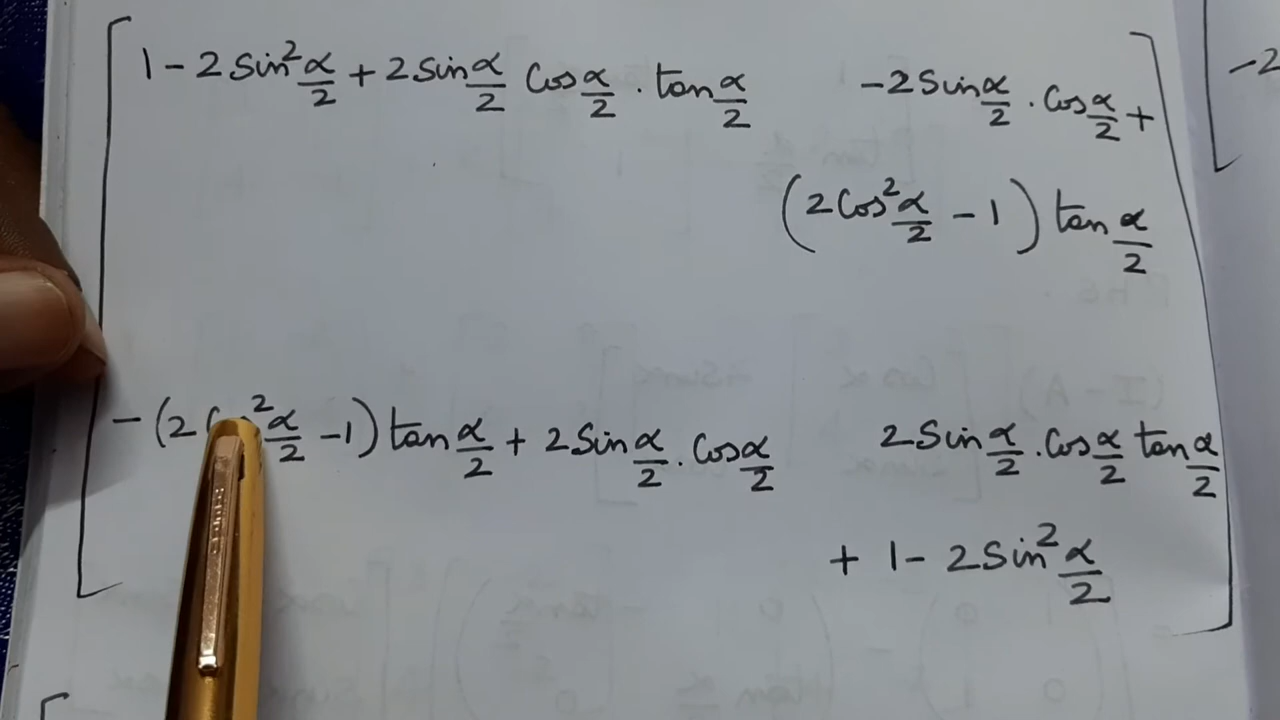 1 - 2 Sin²α/2 + 2 Sin α/2 Cos α/2 . tan α/2 -2 Sin α/2 . Cos α/2 +
(2 Cos²α/2 - 1) tan α/2
-(2 ²α/2 - 1) tan α/2 + 2 Sin α/2 . Cos α/2 2 Sin α/2 . Cos α/2 tan α/2
+ 1 - 2 Sin²α/2
-2